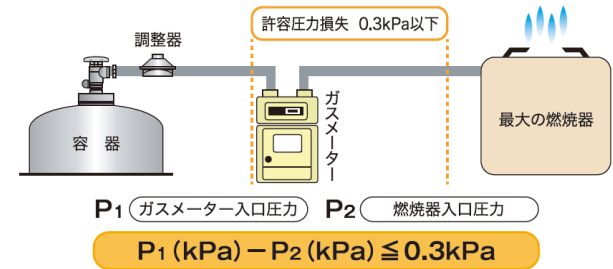 許容圧力損失 0.3kPa以下
調整器
ガスメーター
容 器
最大の燃焼器
P1 ガスメーター入口圧力 P2 燃焼器入口圧力
P1(kPa)−P2(kPa)≦0.3kPa